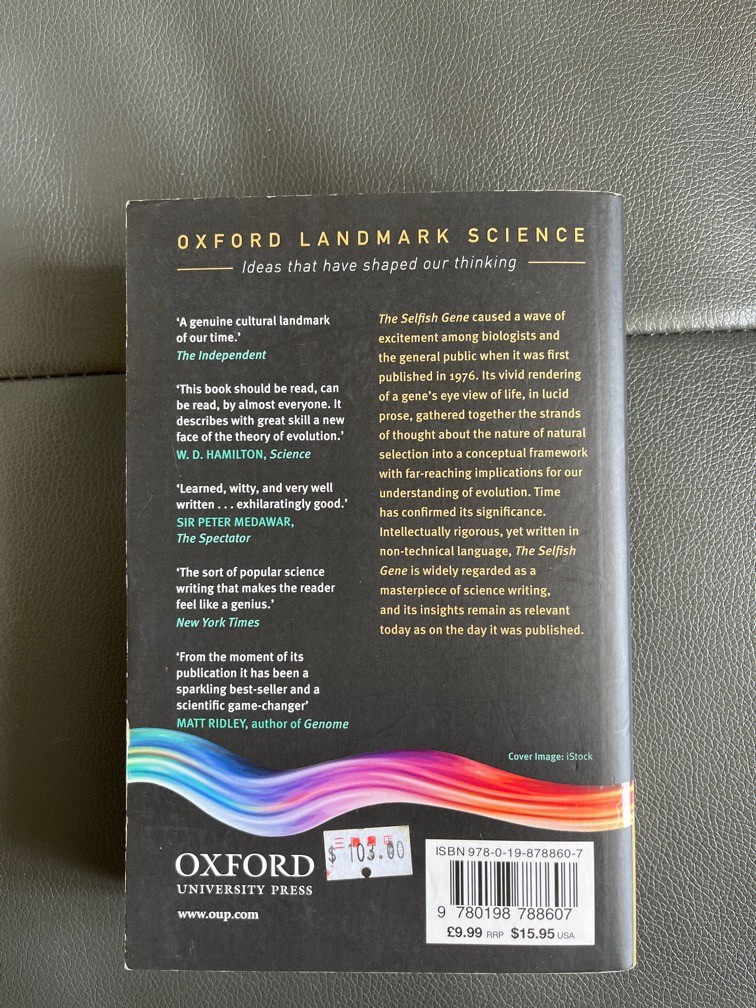 OXFORD LANDMARK SCIENCE
Ideas that have shaped our thinking
‘A genuine cultural landmark
of our time.’
The Independent
‘This book should be read, can
be read, by almost everyone. It
describes with great skill a new
face of the theory of evolution.’
W. D. HAMILTON, Science
‘Learned, witty, and very well
written . . . exhilaratingly good.’
SIR PETER MEDAWAR,
The Spectator
‘The sort of popular science
writing that makes the reader
feel like a genius.’
New York Times
‘From the moment of its
publication it has been a
sparkling best-seller and a
scientific game-changer’
MATT RIDLEY, author of Genome
The Selfish Gene caused a wave of
excitement among biologists and
the general public when it was first
published in 1976. Its vivid rendering
of a gene’s eye view of life, in lucid
prose, gathered together the strands
of thought about the nature of natural
selection into a conceptual framework
with far-reaching implications for our
understanding of evolution. Time
has confirmed its significance.
Intellectually rigorous, yet written in
non-technical language, The Selfish
Gene is widely regarded as a
masterpiece of science writing,
and its insights remain as relevant
today as on the day it was published.
Cover Image: iStock
OXFORD
UNIVERSITY PRESS
www.oup.com
$ 103.00
ISBN 978-0-19-878860-7
9 780198 788607
£9.99 RRP $15.95 USA